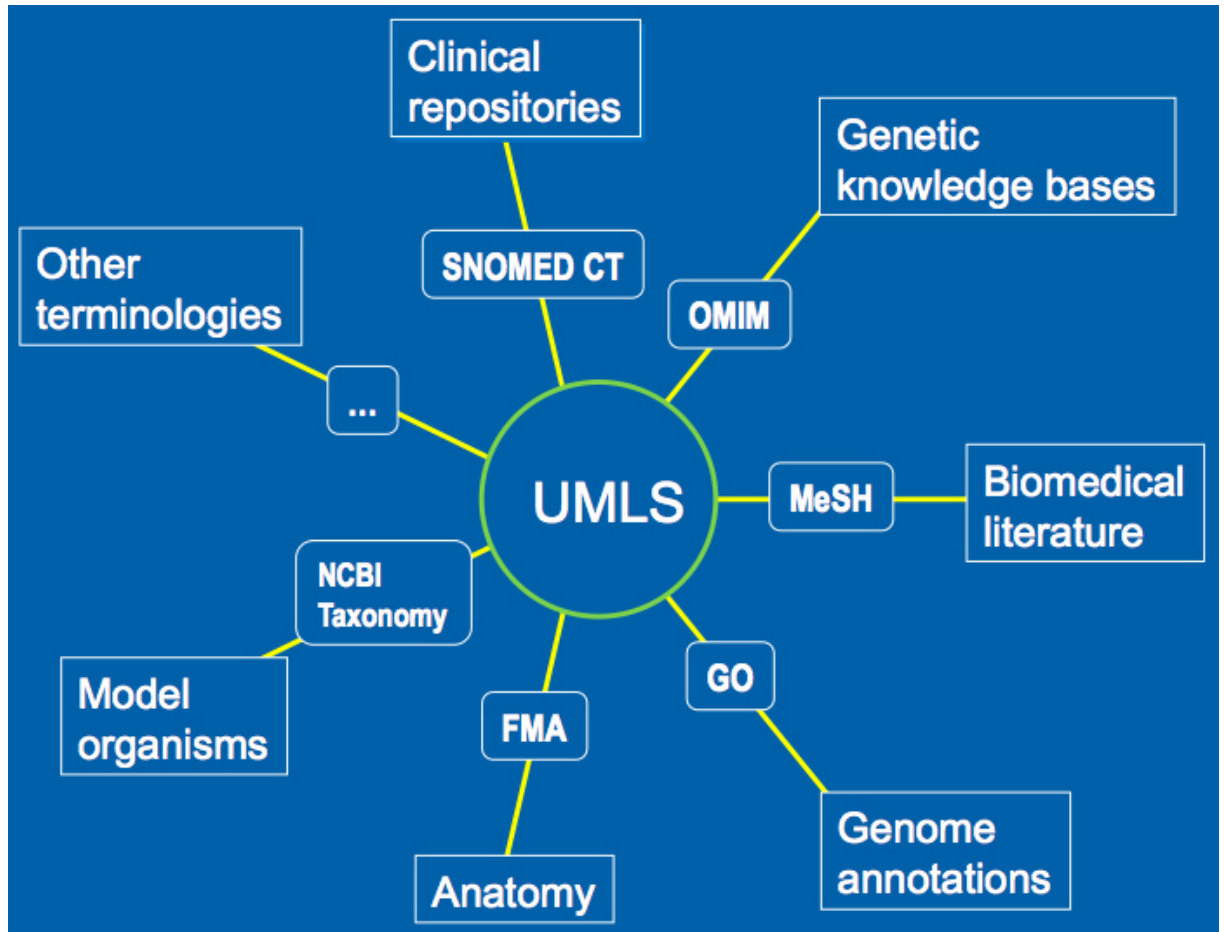 Clinical
repositories
Genetic
knowledge bases
SNOMED CT
Other
terminologies
OMIM
...
UMLS
MeSH
Biomedical
literature
NCBI
Taxonomy
GO
Model
organisms
FMA
Genome
annotations
Anatomy